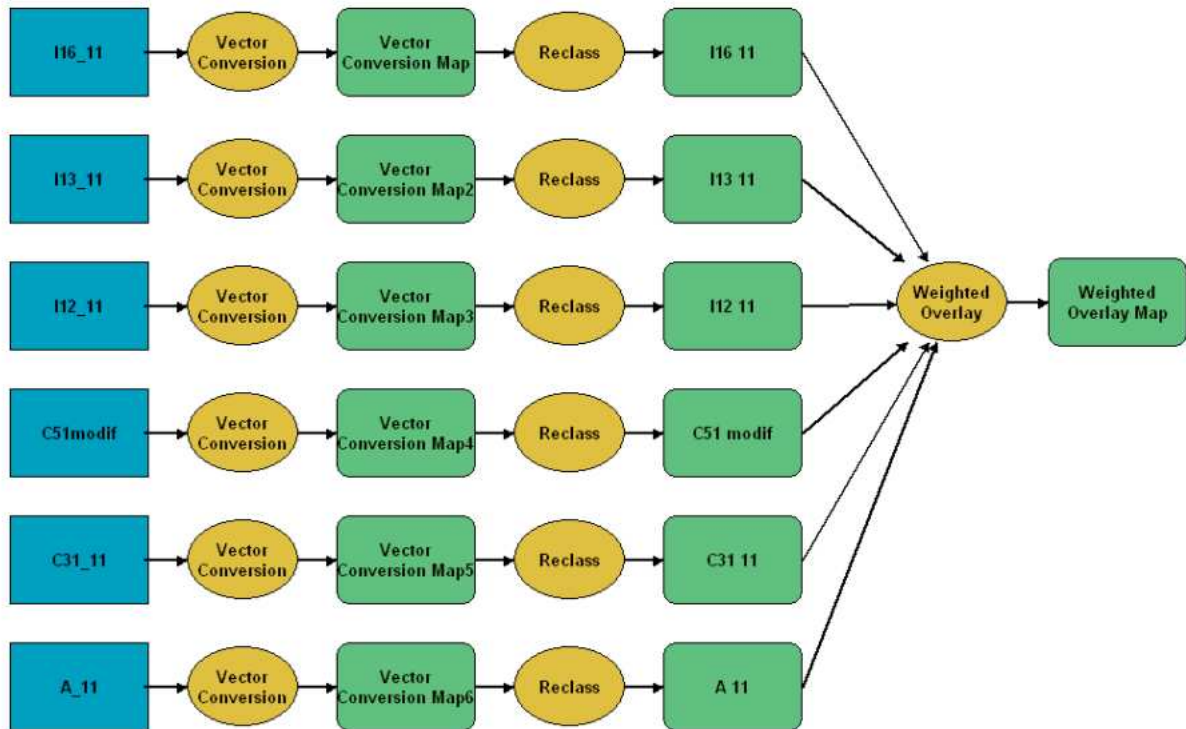 I16_11
Vector
Conversion
Vector
Conversion Map
Reclass
I16 11
I13_11
Vector
Conversion
Vector
Conversion Map2
Reclass
I13 11
I12_11
Vector
Conversion
Vector
Conversion Map3
Reclass
I12 11
Weighted
Overlay
Weighted
Overlay Map
C51modif
Vector
Conversion
Vector
Conversion Map4
Reclass
C51 modif
C31_11
Vector
Conversion
Vector
Conversion Map5
Reclass
C31 11
A_11
Vector
Conversion
Vector
Conversion Map6
Reclass
A 11